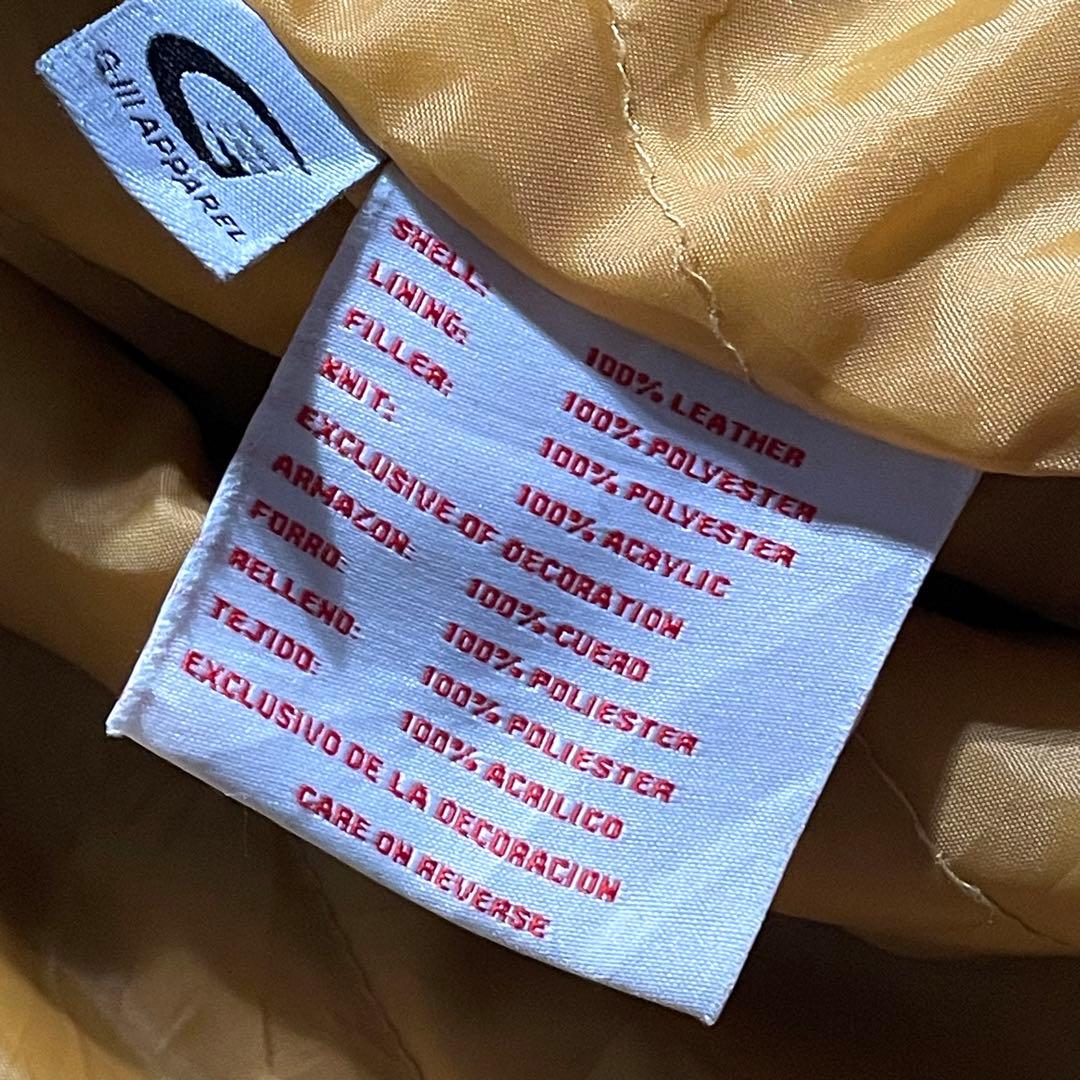 G
G-III APPAREL
SHELL: 100% LEATHER
LINING: 100% POLYESTER
FILLER: 100% POLYESTER
KNIT: 100% ACRYLIC
EXCLUSIVE OF DECORATION
ARMAZON: 100% CUERO
FORRO: 100% POLIESTER
RELLENO: 100% POLIESTER
TEJIDO: 100% ACRILICO
EXCLUSIVO DE LA DECORACION
CARE ON REVERSE